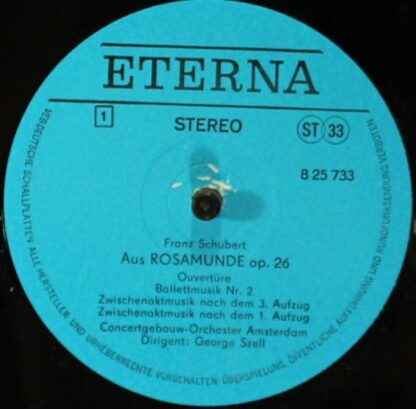 ETERNA
1
STEREO
ST 33
8 25 733
Franz Schubert
Aus ROSAMUNDE op. 26
Ouvertüre
Ballettmusik Nr. 2
Zwischenaktmusik nach dem 3. Aufzug
Zwischenaktmusik nach dem 1. Aufzug
Concertgebouw-Orchester Amsterdam
Dirigent: George Szell
VEB DEUTSCHE SCHALLPLATTEN. ALLE HERSTELLER- UND URHEBERRECHTE VORBEHALTEN. ÜBERSPIELUNG, ÖFFENTLICHE AUFFÜHRUNG UND RUNDFUNKSENDUNG VERBOTEN